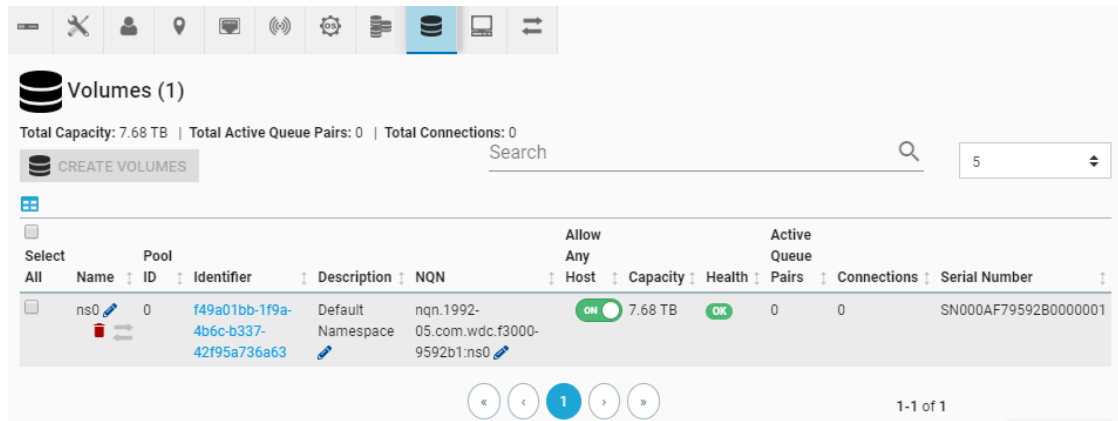 OS
Volumes (1)
Total Capacity: 7.68 TB | Total Active Queue Pairs: 0 | Total Connections: 0
CREATE VOLUMES
Search
5
Select All
Name
Pool ID
Identifier
Description
NQN
Allow Any Host
Capacity
Health
Active Queue Pairs
Connections
Serial Number
ns0
0
f49a01bb-1f9a-
4b6c-b337-
42f95a736a63
Default
Namespace
nqn.1992-
05.com.wdc.f3000-
9592b1:ns0
ON
7.68 TB
OK
0
0
SN000AF79592B0000001
«
‹
1
›
»
1-1 of 1